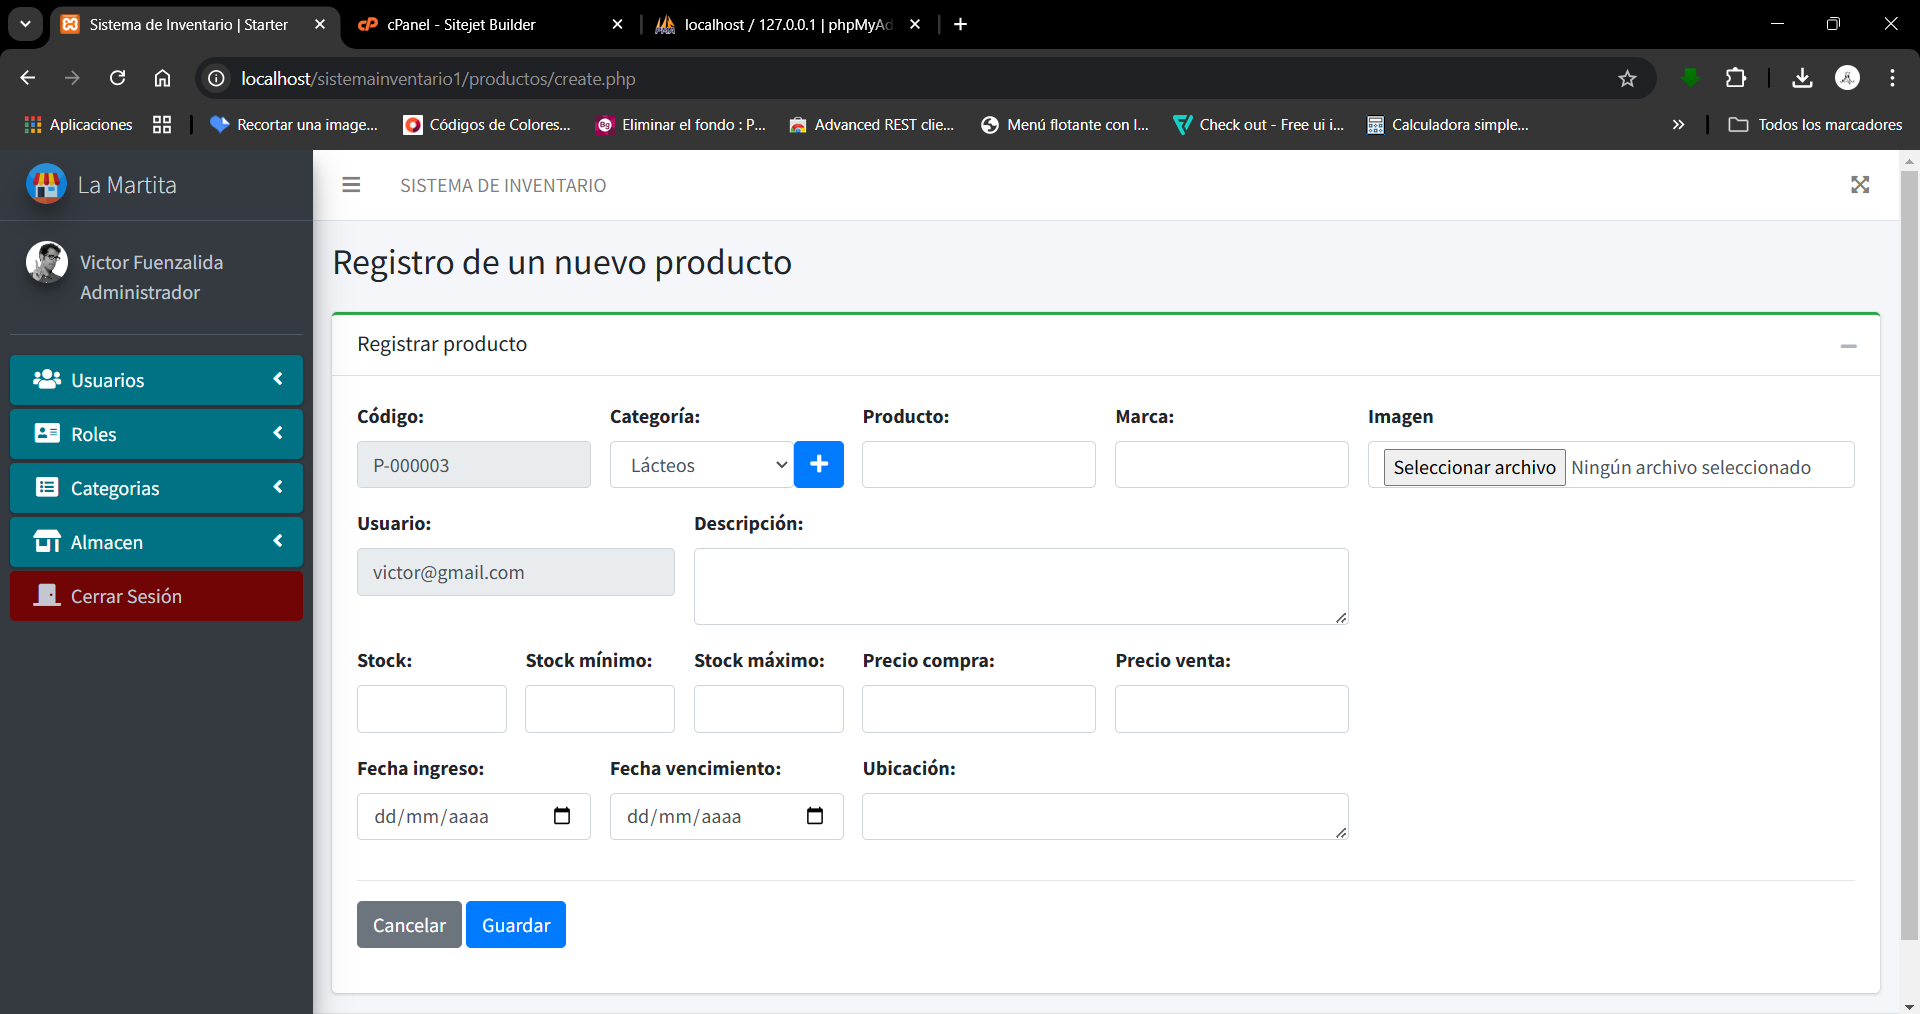 Sistema de Inventario | Starter
cPanel - Sitejet Builder
localhost / 127.0.0.1 | phpMyAd
localhost/sistemainventario1/productos/create.php
Aplicaciones
Recortar una image...
Códigos de Colores...
Eliminar el fondo : P...
Advanced REST clie...
Menú flotante con l...
Check out - Free ui i...
Calculadora simple...
Todos los marcadores
La Martita
SISTEMA DE INVENTARIO
Victor Fuenzalida
Administrador
Usuarios
Roles
Categorias
Almacen
Cerrar Sesión
Registro de un nuevo producto
Registrar producto
Código: Categoría: Producto: Marca: Imagen
P-000003 Lácteos Seleccionar archivo Ningún archivo seleccionado
Usuario: Descripción:
victor@gmail.com
Stock: Stock mínimo: Stock máximo: Precio compra: Precio venta:
Fecha ingreso: Fecha vencimiento: Ubicación:
dd/mm/aaaa dd/mm/aaaa
Cancelar Guardar